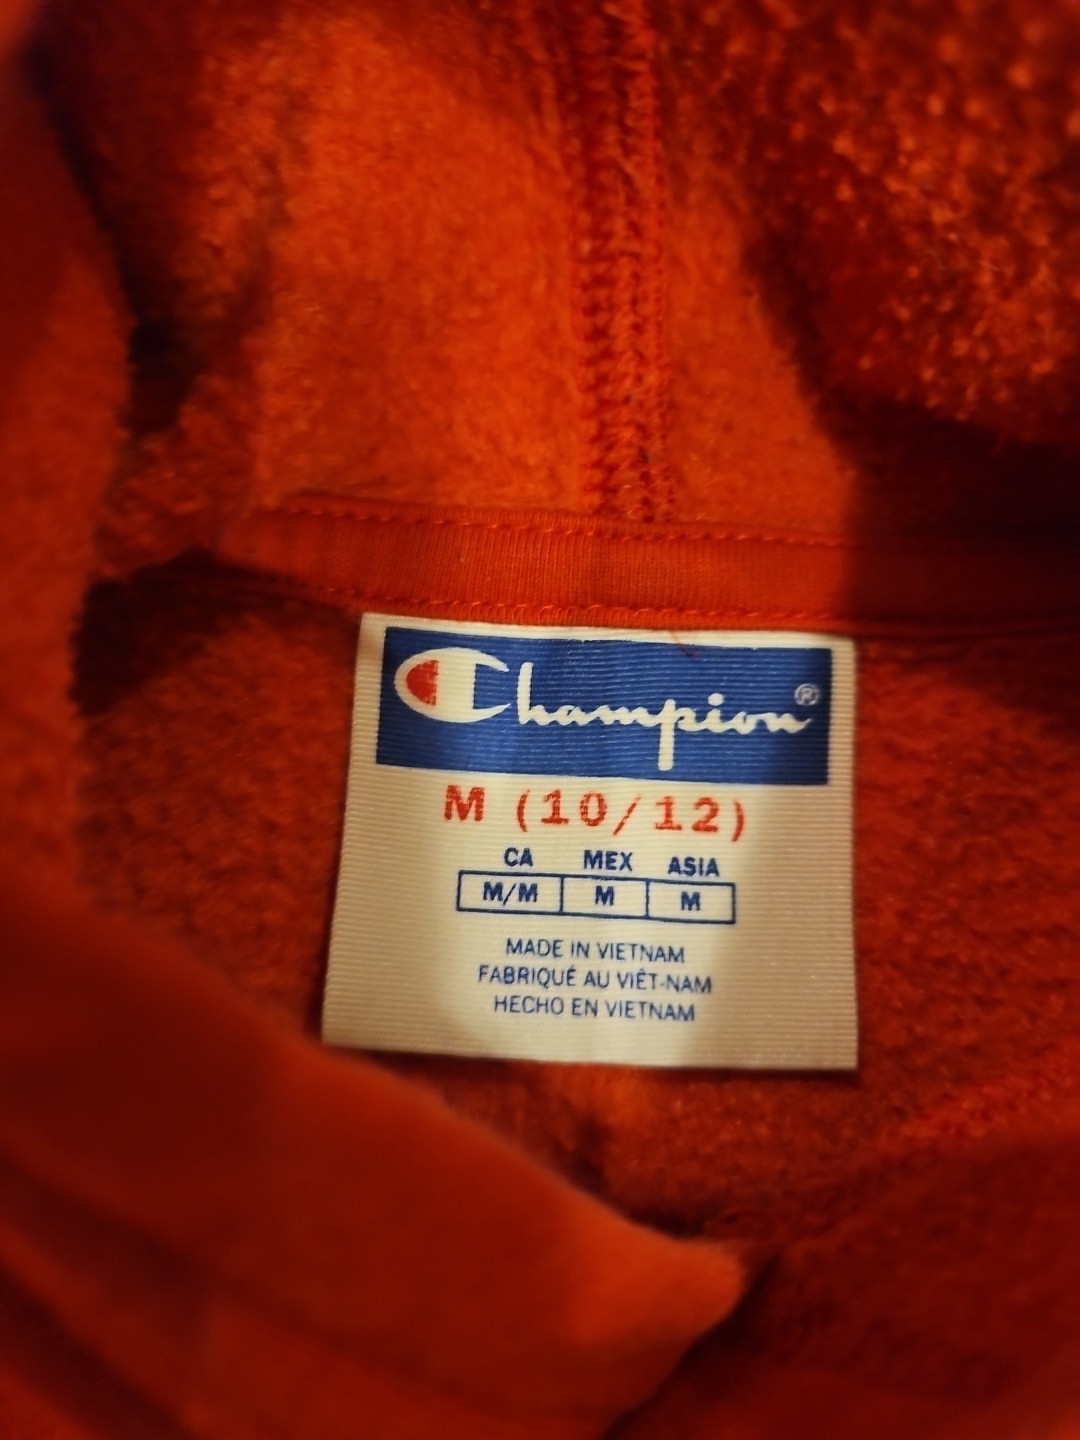 Champion®
M (10/12)
CA MEX ASIA
M/M M M
MADE IN VIETNAM
FABRIQUÉ AU VIÊT-NAM
HECHO EN VIETNAM